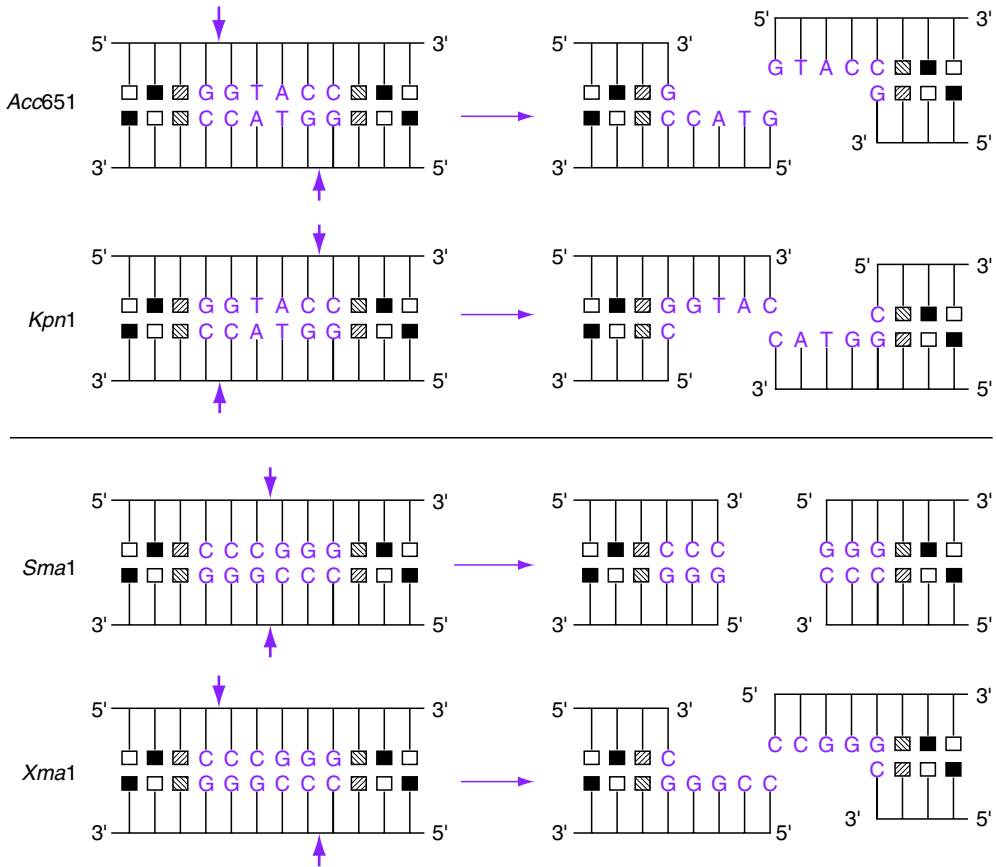 5' 3' 5' 3' 5' 3'
G T A C C
Acc651 G G T A C C G G
C C A T G G C C A T G
3' 5' 3' 5' 3' 5'
5' 3' 5' 3' 5' 3'
Kpn1 G G T A C C G G T A C C
C C A T G G C C A T G G
3' 5' 3' 5' 3' 5'
5' 3' 5' 3' 5' 3'
Sma1 C C C G G G C C C G G G
G G G C C C G G G C C C
3' 5' 3' 5' 3' 5'
5' 3' 5' 3' 5' 3'
Xma1 C C C G G G C C C G G G
G G G C C C G G G C C C
3' 5' 3' 5' 3' 5'